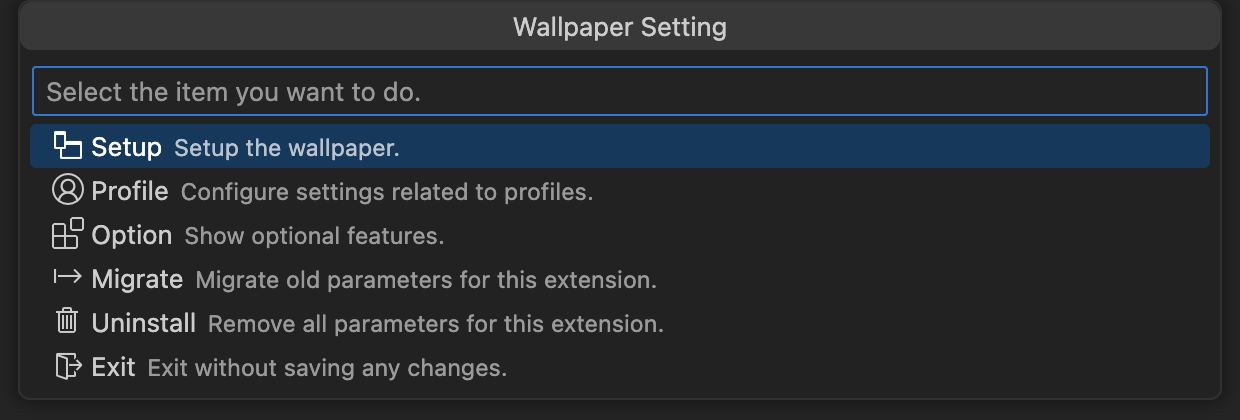 Wallpaper Setting
Select the item you want to do.
Setup Setup the wallpaper.
Profile Configure settings related to profiles.
Option Show optional features.
Migrate Migrate old parameters for this extension.
Uninstall Remove all parameters for this extension.
Exit Exit without saving any changes.